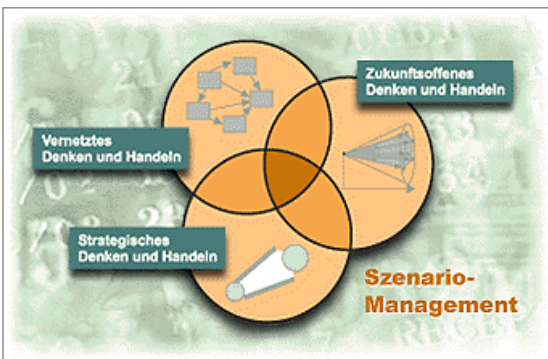 Zukunftsoffenes
Denken und Handeln
Vernetztes
Denken und Handeln
Strategisches
Denken und Handeln
Szenario-
Management